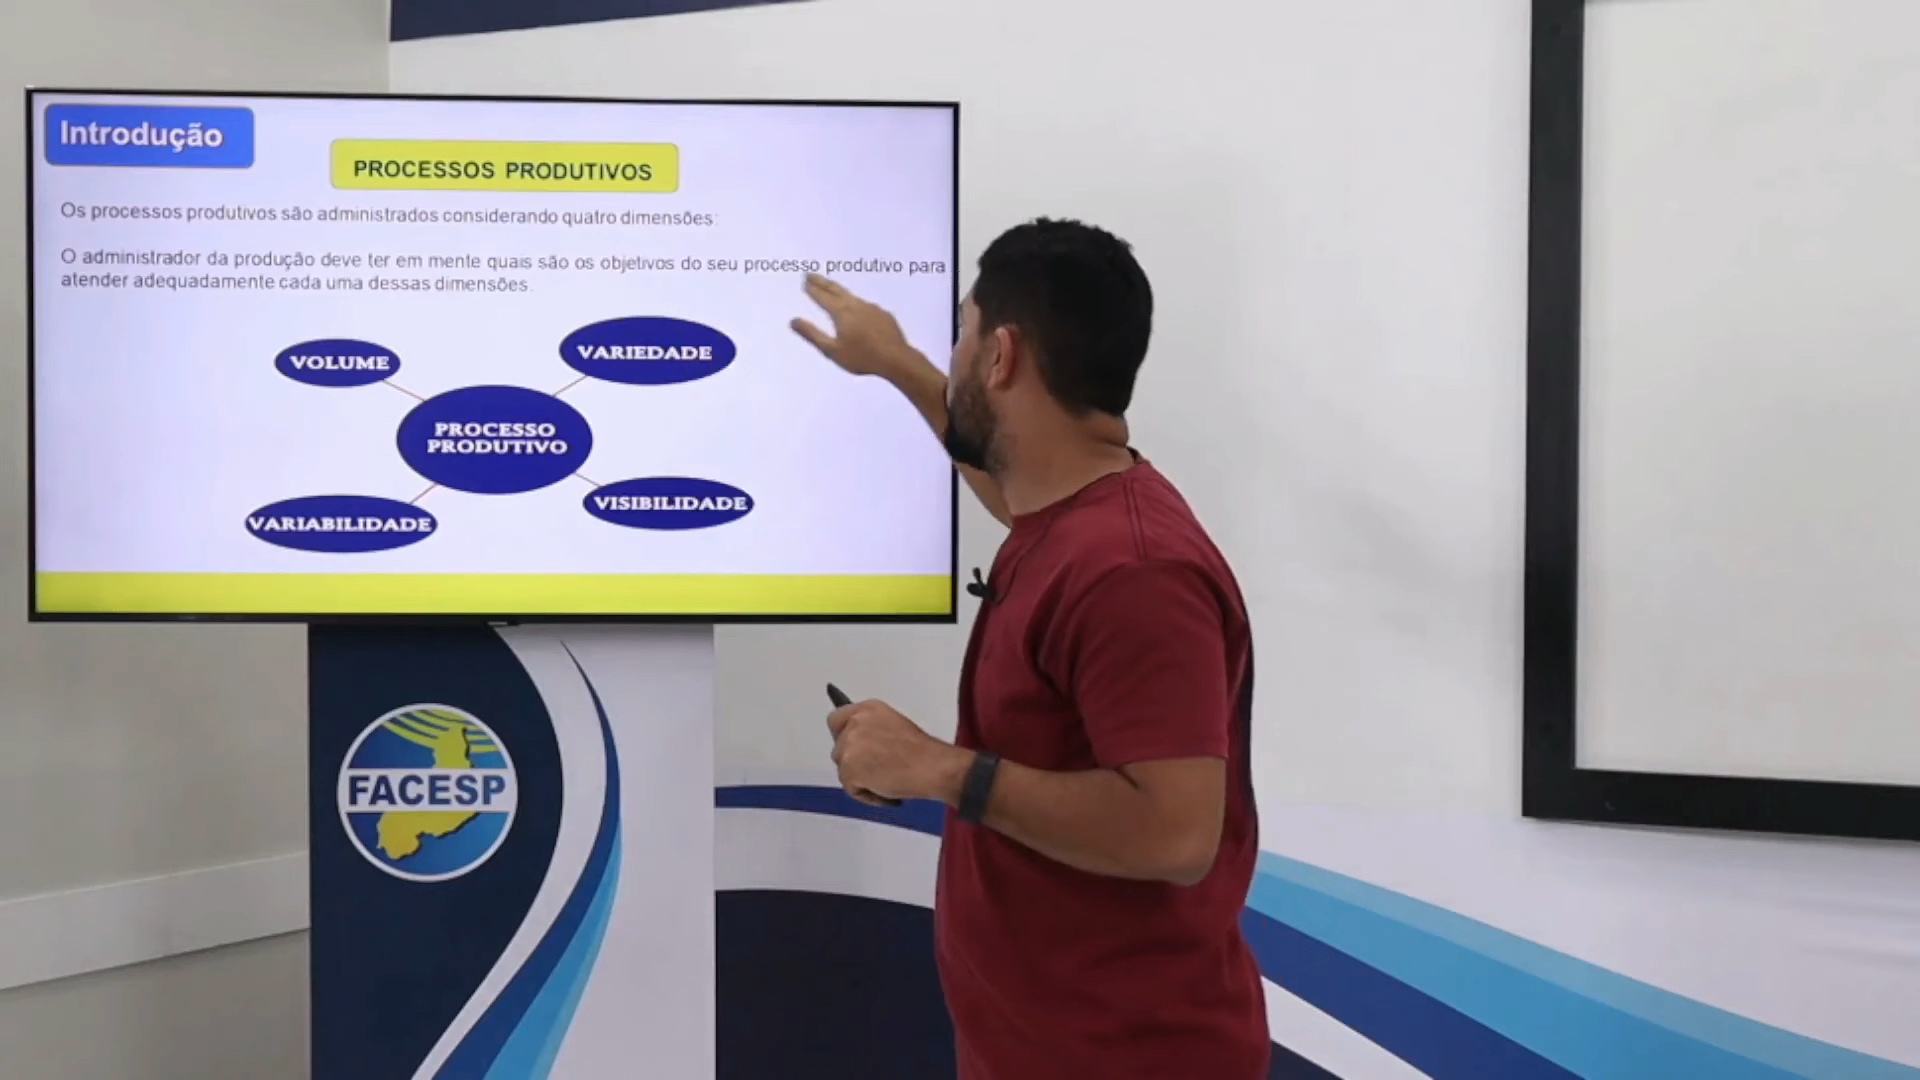 Introdução
PROCESSOS PRODUTIVOS
Os processos produtivos são administrados considerando quatro dimensões:
O administrador da produção deve ter em mente quais são os objetivos do seu processo produtivo para
atender adequadamente cada uma dessas dimensões.
VOLUME
VARIEDADE
PROCESSO
PRODUTIVO
VARIABILIDADE
VISIBILIDADE
FACESP